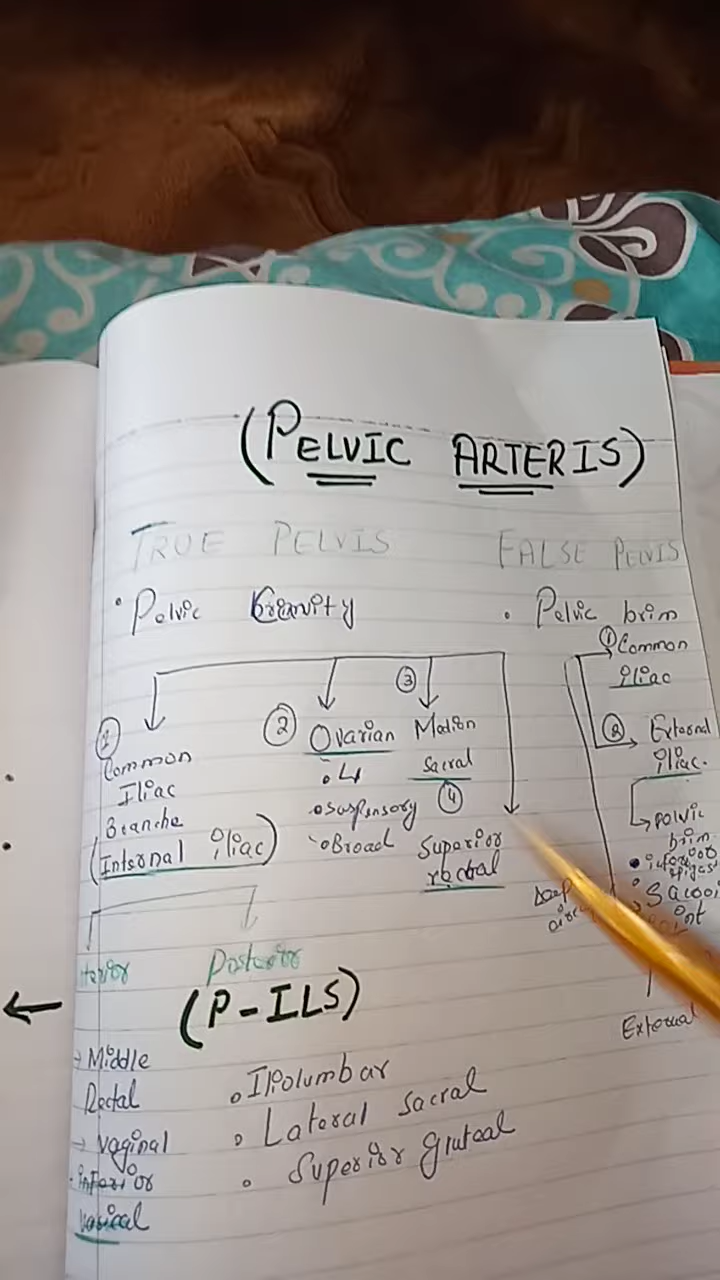 (PELVIC ARTERIS)
TRUE PELVIS
FALSE PELVIS
• Pelvic
• Pelvic brim
① Common
iliac
② External
iliac.
→ Pelvic
brim
①
Common
Iliac
Branche
(Internal iliac)
② Ovarian
• L4
• Suspensory
• Broad
③
Median
Sacral
④
Superior
rectal
External
Posterior
(P-ILS)
→ Middle
Rectal
→ Vaginal
• inferior
vasical
• Iliolumbar
• Lateral sacral
• Superior gluteal